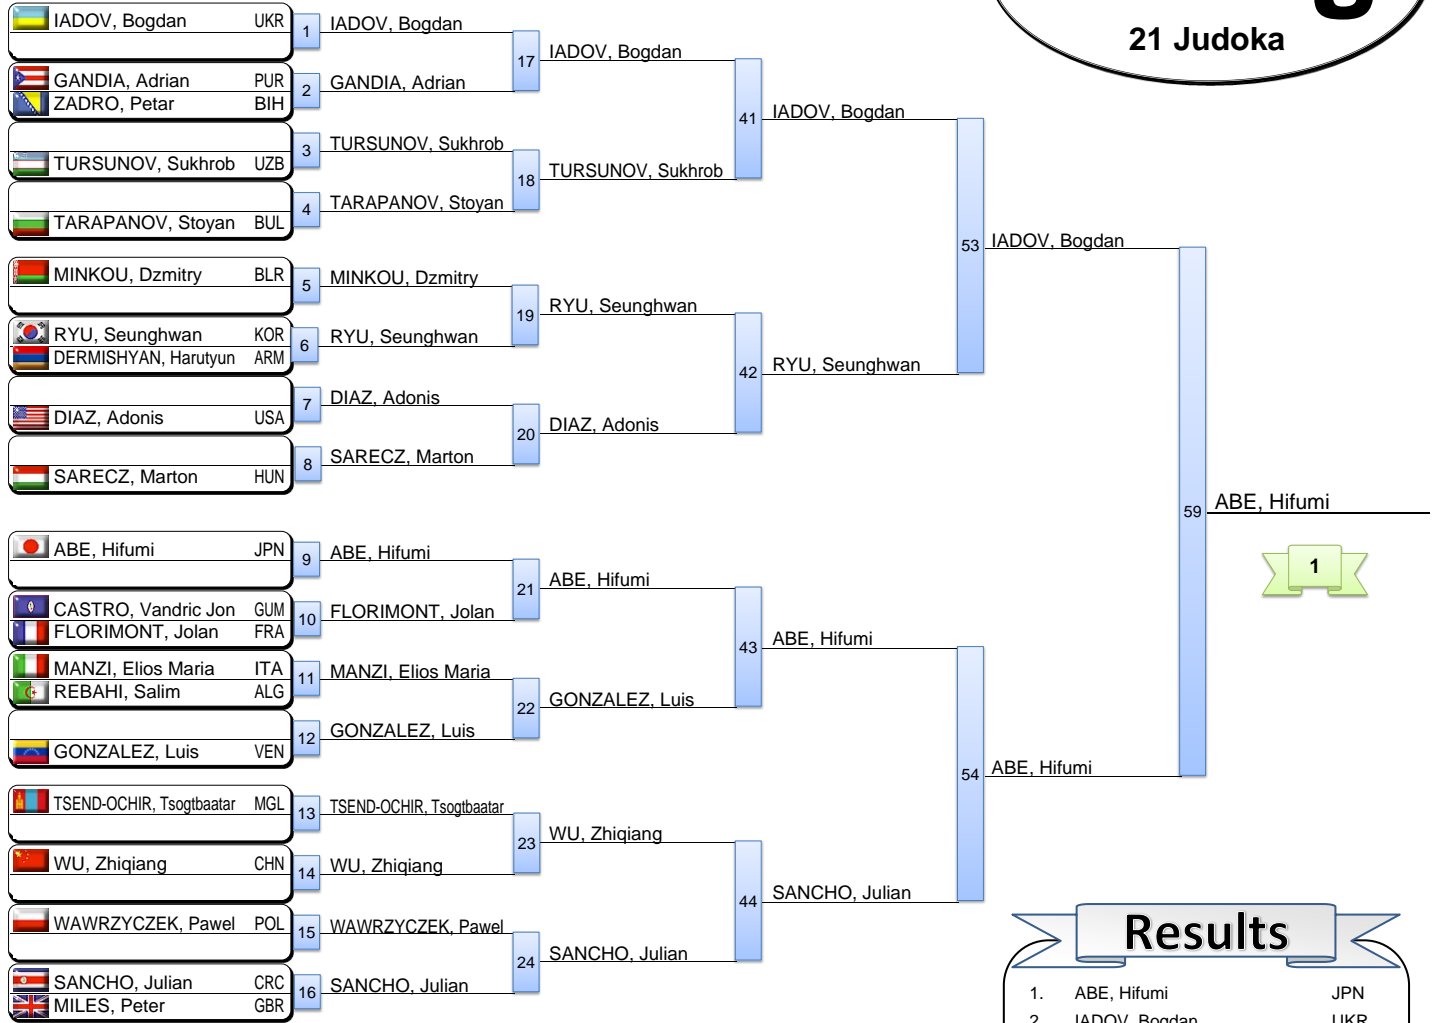 21 Judoka
IADOV, Bogdan UKR
1
IADOV, Bogdan
GANDIA, Adrian PUR
ZADRO, Petar BIH
2
GANDIA, Adrian
17
IADOV, Bogdan
TURSUNOV, Sukhrob UZB
3
TURSUNOV, Sukhrob
TARAPANOV, Stoyan BUL
4
TARAPANOV, Stoyan
18
TURSUNOV, Sukhrob
41
IADOV, Bogdan
MINKOU, Dzmitry BLR
5
MINKOU, Dzmitry
RYU, Seunghwan KOR
DERMISHYAN, Harutyun ARM
6
RYU, Seunghwan
19
RYU, Seunghwan
DIAZ, Adonis USA
7
DIAZ, Adonis
SARECZ, Marton HUN
8
SARECZ, Marton
20
DIAZ, Adonis
42
RYU, Seunghwan
53
IADOV, Bogdan
ABE, Hifumi JPN
9
ABE, Hifumi
CASTRO, Vandric Jon GUM
FLORIMONT, Jolan FRA
10
FLORIMONT, Jolan
21
ABE, Hifumi
MANZI, Elios Maria ITA
REBAHI, Salim ALG
11
MANZI, Elios Maria
GONZALEZ, Luis VEN
12
GONZALEZ, Luis
22
GONZALEZ, Luis
43
ABE, Hifumi
TSEND-OCHIR, Tsogtbaatar MGL
13
TSEND-OCHIR, Tsogtbaatar
WU, Zhiqiang CHN
14
WU, Zhiqiang
23
WU, Zhiqiang
WAWRZYCZEK, Pawel POL
15
WAWRZYCZEK, Pawel
SANCHO, Julian CRC
MILES, Peter GBR
16
SANCHO, Julian
24
SANCHO, Julian
44
SANCHO, Julian
54
ABE, Hifumi
59
ABE, Hifumi
1
Results
1. ABE, Hifumi JPN
2. IADOV, Bogdan UKR